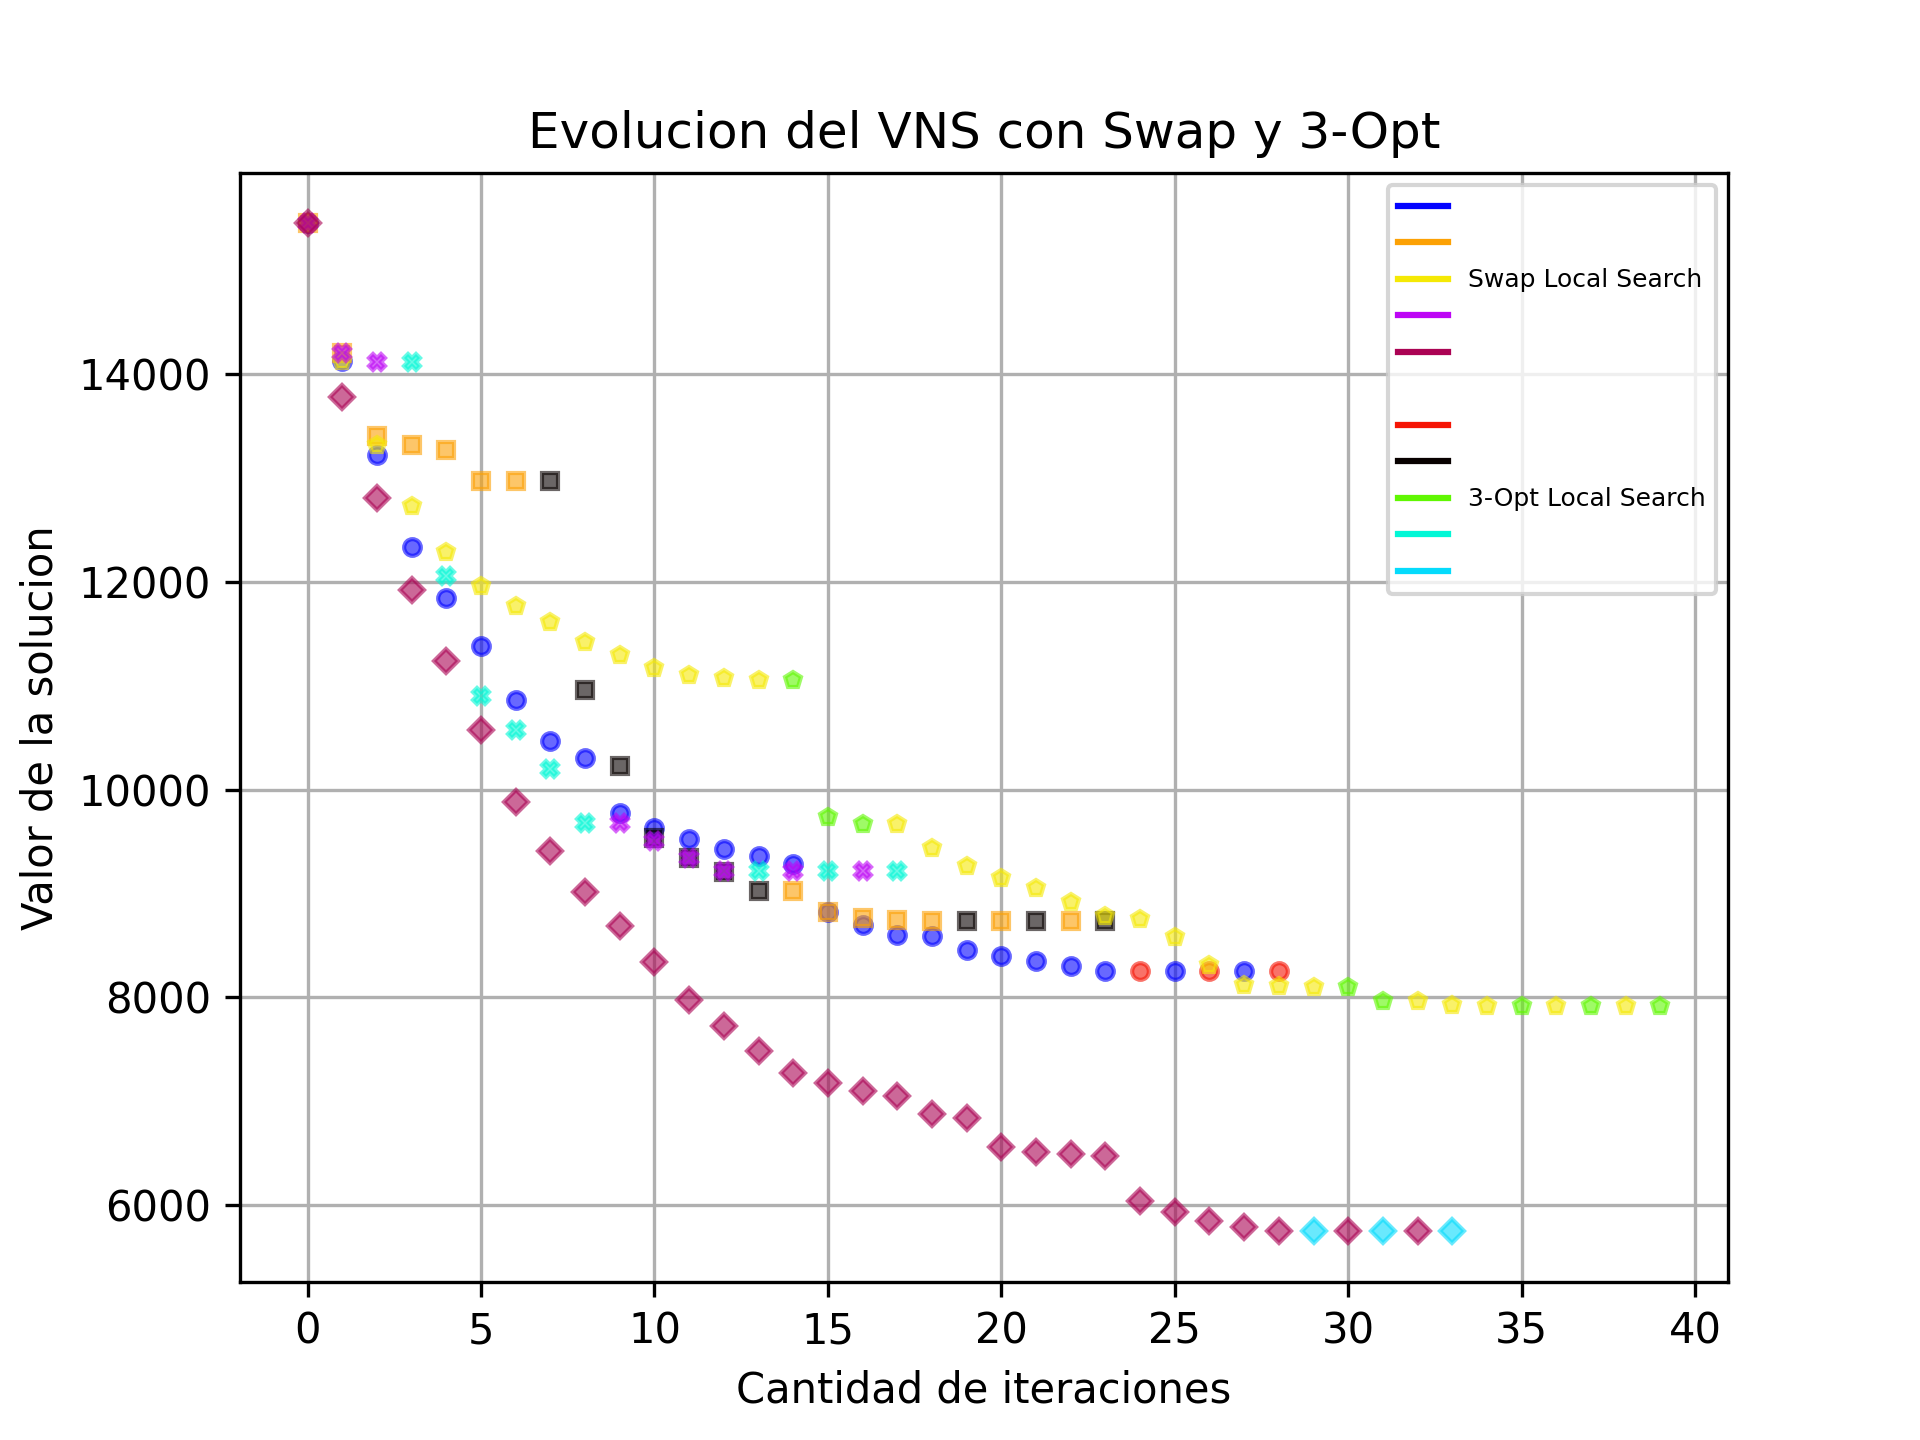 Evolucion del VNS con Swap y 3-Opt
Swap Local Search
3-Opt Local Search
Valor de la solucion
14000
12000
10000
8000
6000
0 5 10 15 20 25 30 35 40
Cantidad de iteraciones